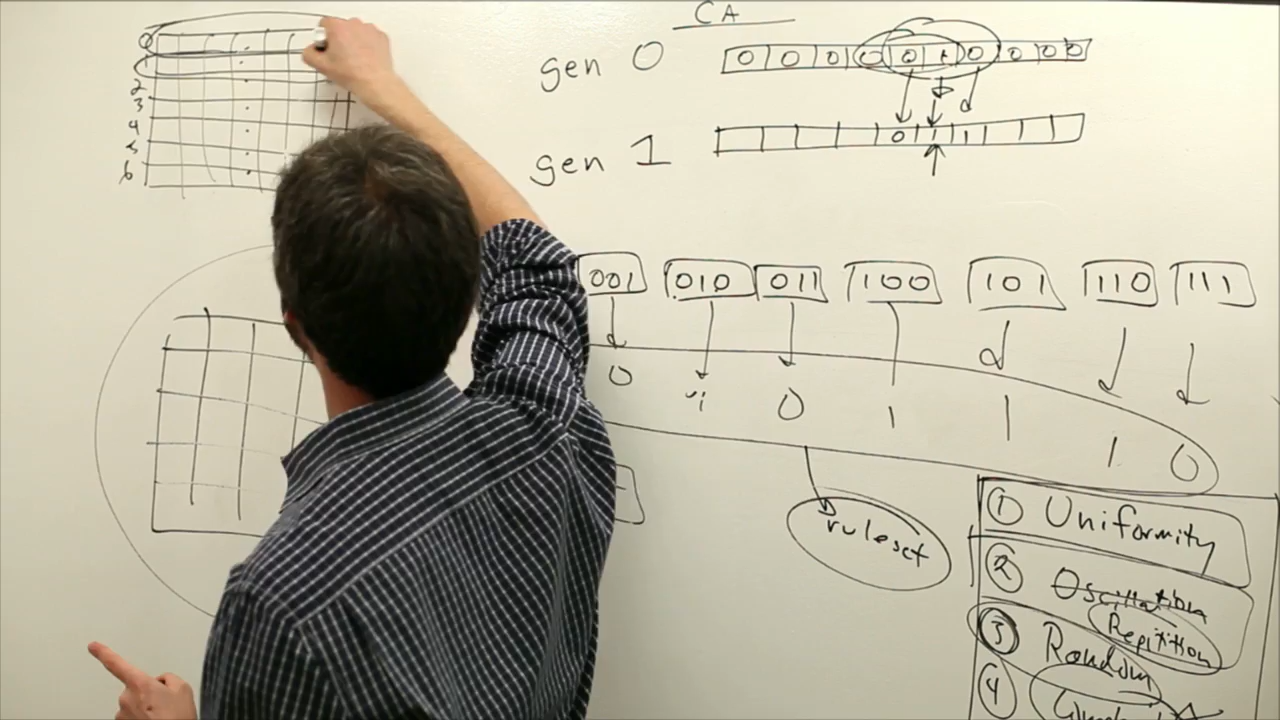 CA
gen 0
0 0 0 0 0 1 0 0 0 0
gen 1
0 1 1
0
2
3
4
5
6
001 010 011 100 101 110 111
0 1 0 1 1 1 0
ruleset
① Uniformity
② Oscillation
Repitition
③ Random
④